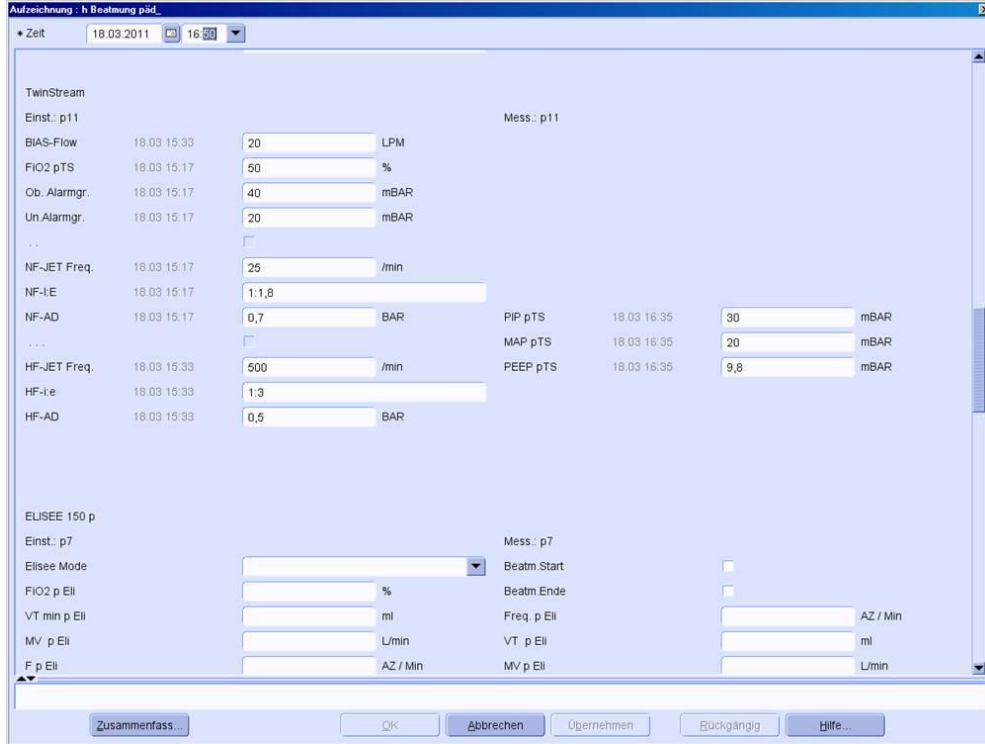 Aufzeichnung : h Beatmung päd_
Zeit 18.03.2011 16:50
TwinStream
Einst.: p11 Mess.: p11
BIAS-Flow 18.03 15:33 20 LPM
FiO2 pTS 18.03 15:17 50 %
Ob. Alarmgr. 18.03 15:17 40 mBAR
Un.Alarmgr. 18.03 15:17 20 mBAR
. .
NF-JET Freq. 18.03 15:17 25 /min
NF-I:E 18.03 15:17 1:1,8
NF-AD 18.03 15:17 0,7 BAR PIP pTS 18.03 16:35 30 mBAR
. . . MAP pTS 18.03 16:35 20 mBAR
HF-JET Freq. 18.03 15:33 500 /min PEEP pTS 18.03 16:35 9,8 mBAR
HF-i:e 18.03 15:33 1:3
HF-AD 18.03 15:33 0,5 BAR
ELISEE 150 p
Einst.: p7 Mess.: p7
Elisee Mode Beatm.Start
FiO2 p Eli % Beatm.Ende
VT min p Eli ml Freq. p Eli AZ / Min
MV p Eli L/min VT p Eli ml
F p Eli AZ / Min MV p Eli L/min
Zusammenfass... OK Abbrechen Übernehmen Rückgängig Hilfe...